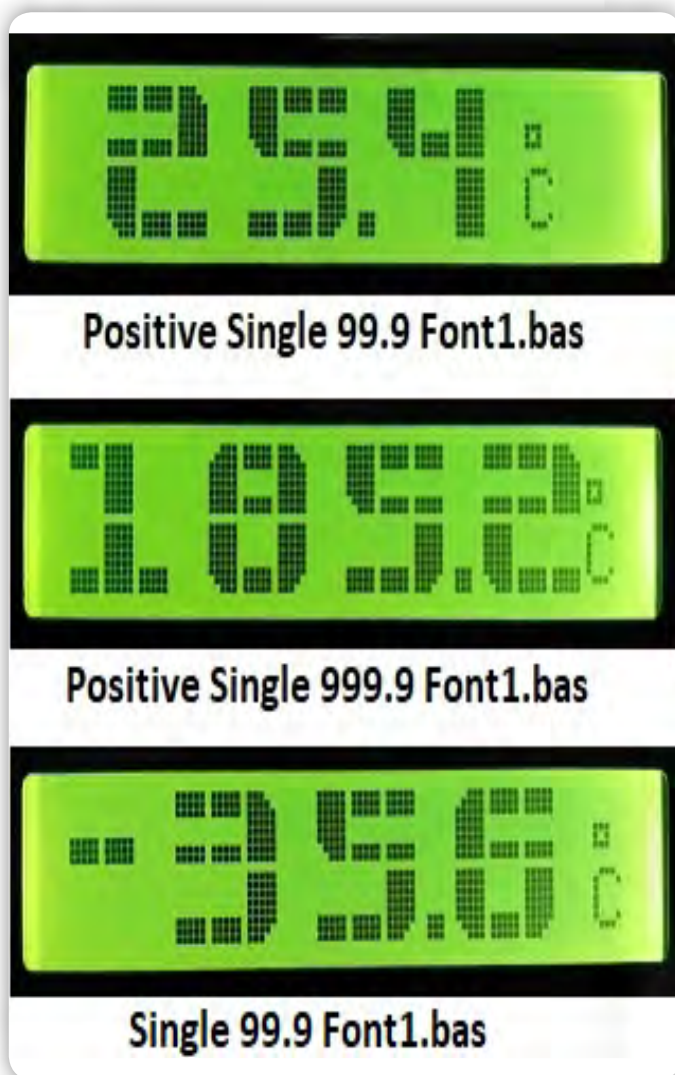 25.4 °C
Positive Single 99.9 Font1.bas
105.2 °C
Positive Single 999.9 Font1.bas
-35.6 °C
Single 99.9 Font1.bas